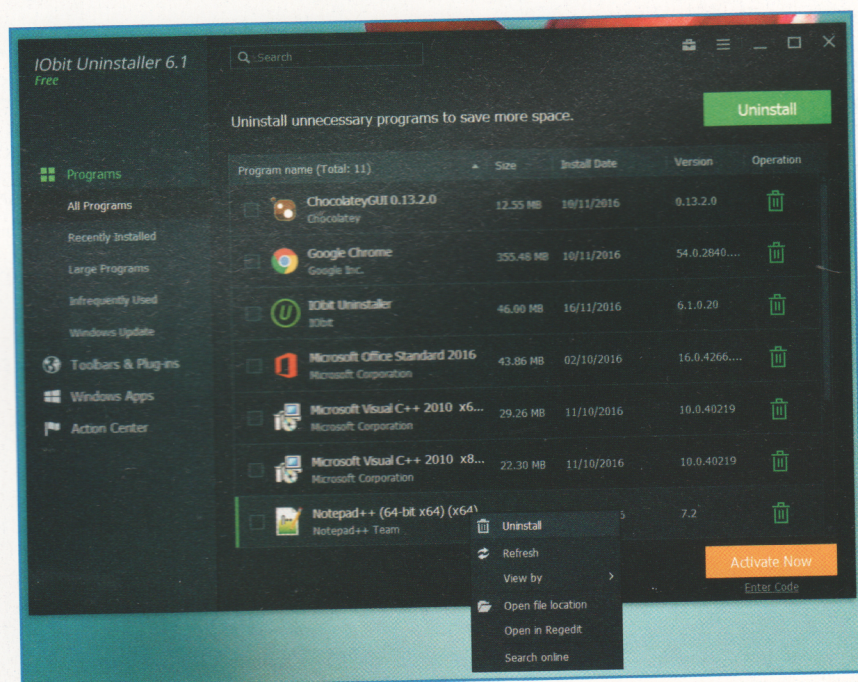 IObit Uninstaller 6.1
Free
Search
Uninstall unnecessary programs to save more space.
Uninstall
Programs
All Programs
Recently Installed
Large Programs
Infrequently Used
Windows Update
Toolbars & Plug-ins
Windows Apps
Action Center
Program name (Total: 11) Size Install Date Version Operation
ChocolateyGUI 0.13.2.0 12.55 MB 10/11/2016 0.13.2.0
Chocolatey
Google Chrome 355.48 MB 10/11/2016 54.0.2840....
Google Inc.
IObit Uninstaller 46.00 MB 16/11/2016 6.1.0.20
IObit
Microsoft Office Standard 2016 43.86 MB 02/10/2016 16.0.4266....
Microsoft Corporation
Microsoft Visual C++ 2010 x6... 29.26 MB 11/10/2016 10.0.40219
Microsoft Corporation
Microsoft Visual C++ 2010 x8... 22.30 MB 11/10/2016 10.0.40219
Microsoft Corporation
Notepad++ (64-bit x64) (x64) 6 7.2
Notepad++ Team
Uninstall
Refresh
View by
Open file location
Open in Regedit
Search online
Activate Now
Enter Code